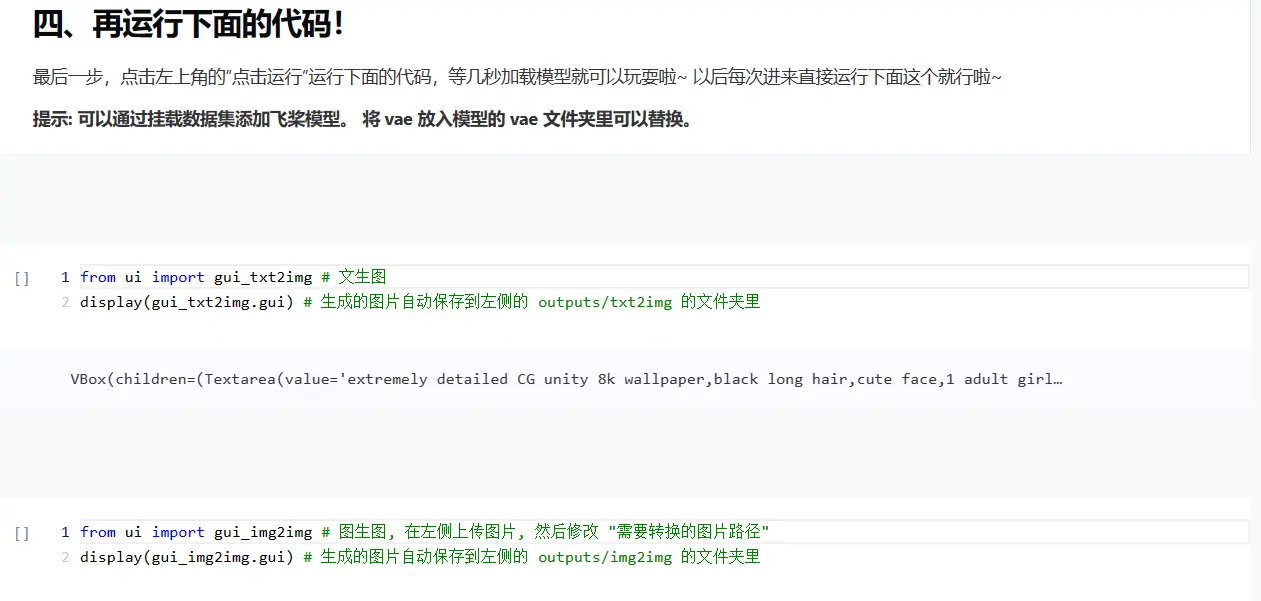 四、再运行下面的代码！
最后一步，点击左上角的“点击运行”运行下面的代码，等几秒加载模型就可以玩耍啦~ 以后每次进来直接运行下面这个就行啦~
提示: 可以通过挂载数据集添加飞桨模型。 将 vae 放入模型的 vae 文件夹里可以替换。
[ ] 1 from ui import gui_txt2img # 文生图
2 display(gui_txt2img.gui) # 生成的图片自动保存到左侧的 outputs/txt2img 的文件夹里
VBox(children=(Textarea(value='extremely detailed CG unity 8k wallpaper,black long hair,cute face,1 adult girl…
[ ] 1 from ui import gui_img2img # 图生图, 在左侧上传图片, 然后修改 "需要转换的图片路径"
2 display(gui_img2img.gui) # 生成的图片自动保存到左侧的 outputs/img2img 的文件夹里